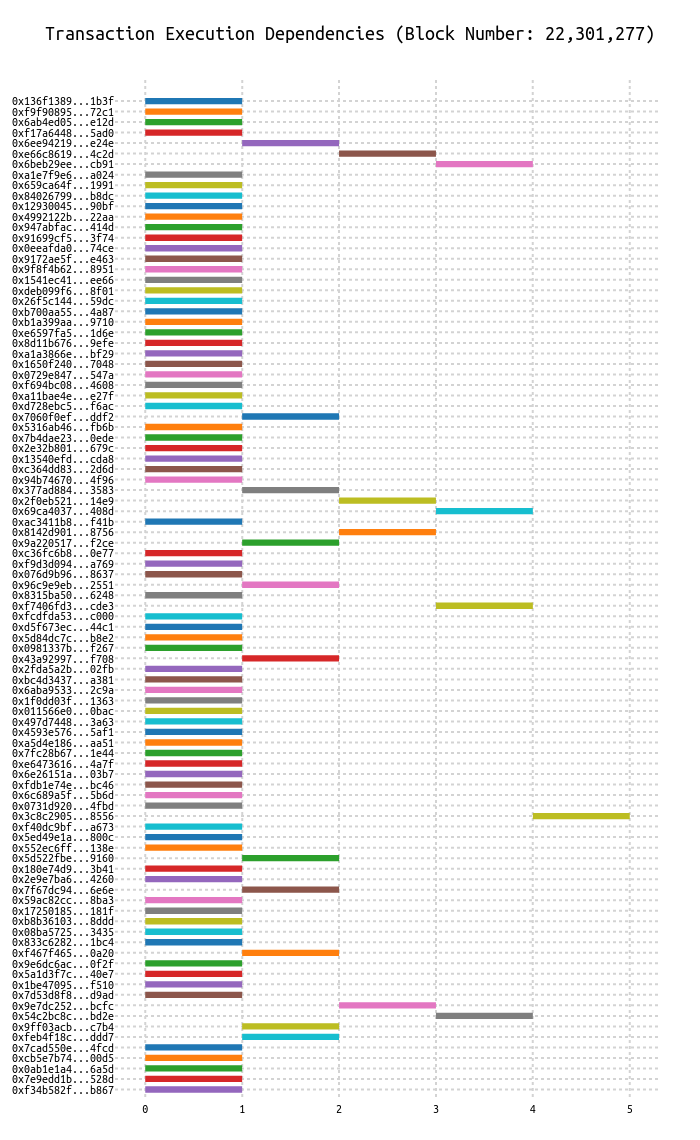 Transaction Execution Dependencies (Block Number: 22,301,277)
0x136f1389...1b3f
0xf9f90895...72c1
0x6ab4ed05...e12d
0xf17a6448...5ad0
0x6ee94219...e24e
0xe66c8619...4c2d
0x6beb29ee...cb91
0xa1e7f9e6...a024
0x659ca64f...1991
0x84026799...b8dc
0x12930045...90bf
0x4992122b...22aa
0x947abfac...414d
0x91699cf5...3f74
0x0eeafda0...74ce
0x9172ae5f...e463
0x9f8f4b62...8951
0x1541ec41...ee66
0xdeb099f6...8f01
0x26f5c144...59dc
0xb700aa55...4a87
0xb1a399aa...9710
0xe6597fa5...1d6e
0x8d11b676...9efe
0xa1a3866e...bf29
0x1650f240...7048
0x0729e847...547a
0xf694bc08...4608
0xa11bae4e...e27f
0xd728ebc5...f6ac
0x7060f0ef...ddf2
0x5316ab46...fb6b
0x7b4dae23...0ede
0x2e32b801...679c
0x13540efd...cda8
0xc364dd83...2d6d
0x94b74670...4f96
0x377ad884...3583
0x2f0eb521...14e9
0x69ca4037...408d
0xac3411b8...f41b
0x8142d901...8756
0x9a220517...f2ce
0xc36fc6b8...0e77
0xf9d3d094...a769
0x076d9b96...8637
0x96c9e9eb...2551
0x8315ba50...6248
0xf7406fd3...cde3
0xfcdfda53...c000
0xd5f673ec...44c1
0x5d84dc7c...b8e2
0x0981337b...f267
0x43a92997...f708
0x2fda5a2b...02fb
0xbc4d3437...a381
0x6aba9533...2c9a
0x1f0dd03f...1363
0x011566e0...0bac
0x497d7448...3a63
0x4593e576...5af1
0xa5d4e186...aa51
0x7fc28b67...1e44
0xe6473616...4a7f
0x6e26151a...03b7
0xfdb1e74e...bc46
0x6c689a5f...5b6d
0x0731d920...4fbd
0x3c8c2905...8556
0xf40dc9bf...a673
0x5ed49e1a...800c
0x552ec6ff...138e
0x5d522fbe...9160
0x180e74d9...3b41
0x2e9e7ba6...4260
0x7f67dc94...6e6e
0x59ac82cc...8ba3
0x17250185...181f
0xb8b36103...8ddd
0x08ba5725...3435
0x833c6282...1bc4
0xf467f465...0a20
0x9e6dc6ac...0f2f
0x5a1d3f7c...40e7
0x1be47095...f510
0x7d53d8f8...d9ad
0x9e7dc252...bcfc
0x54c2bc8c...bd2e
0x9ff03acb...c7b4
0xfeb4f18c...ddd7
0x7cad550e...4fcd
0xcb5e7b74...00d5
0x0ab1e1a4...6a5d
0x7e9edd1b...528d
0xf34b582f...b867
0 1 2 3 4 5